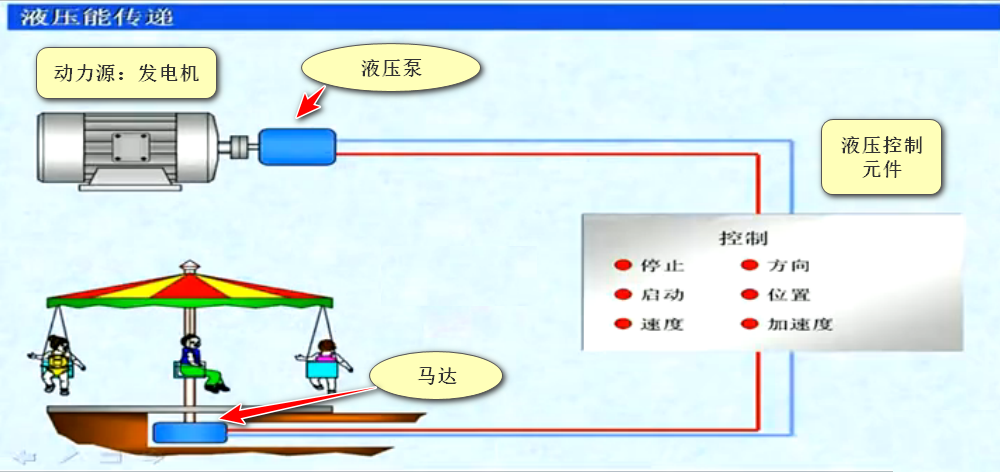 液压能传递
动力源：发电机
液压泵
液压控制
元件
控制
停止
方向
启动
位置
速度
加速度
马达